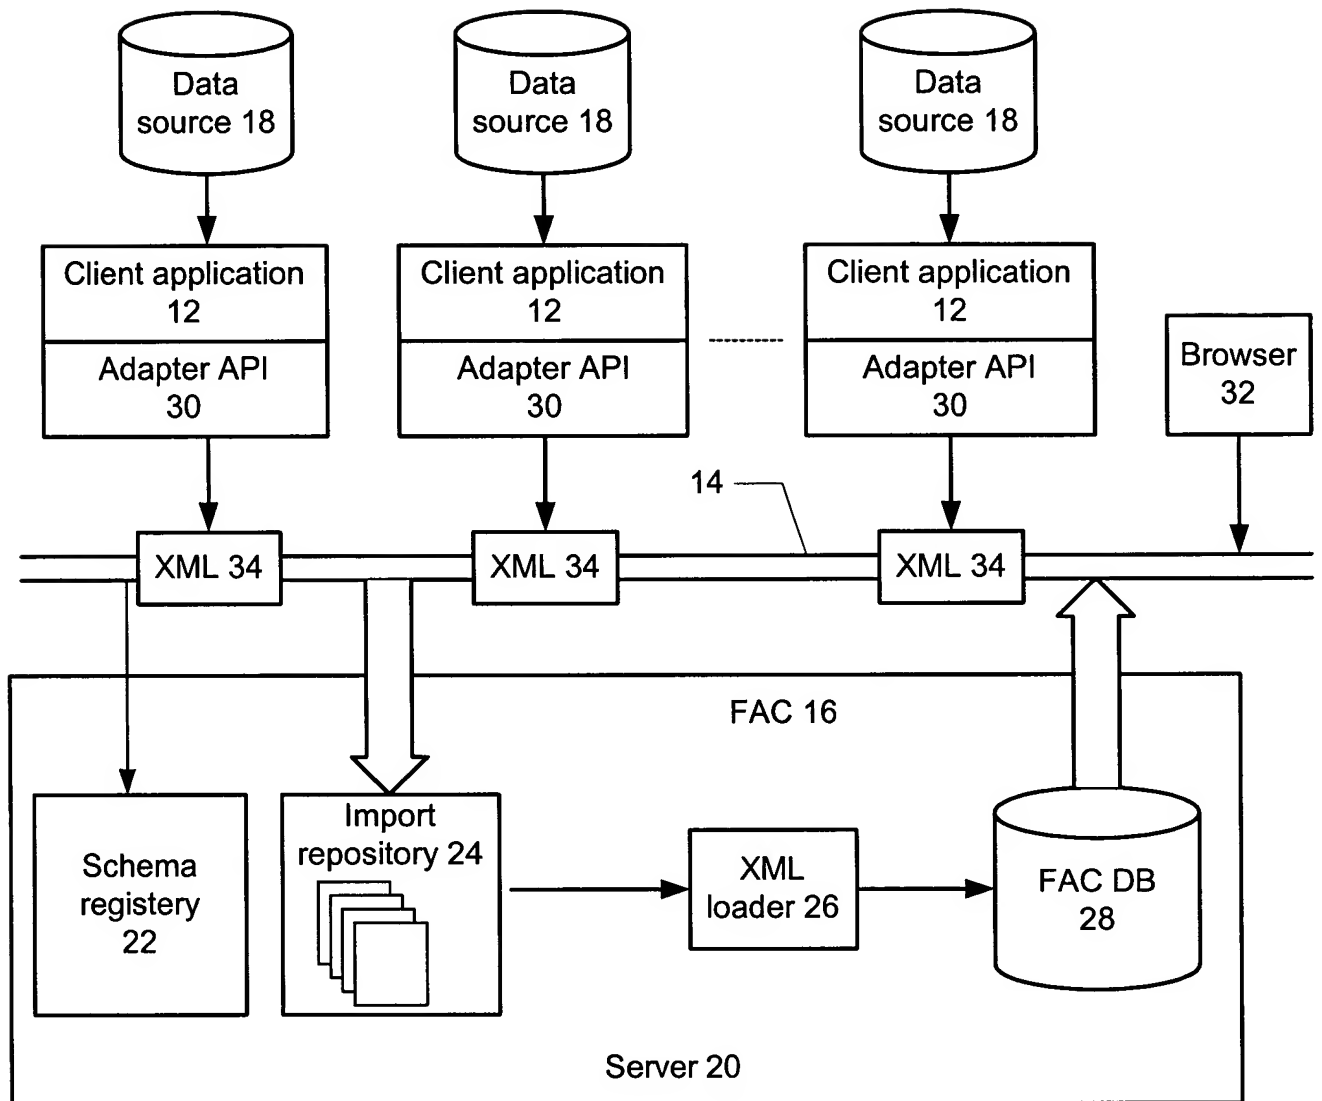 Data
source 18
Data
source 18
Data
source 18
Client application
12
Adapter API
30
Client application
12
Adapter API
30
Client application
12
Adapter API
30
Browser
32
14
XML 34
XML 34
XML 34
FAC 16
Schema
registery
22
Import
repository 24
XML
loader 26
FAC DB
28
Server 20